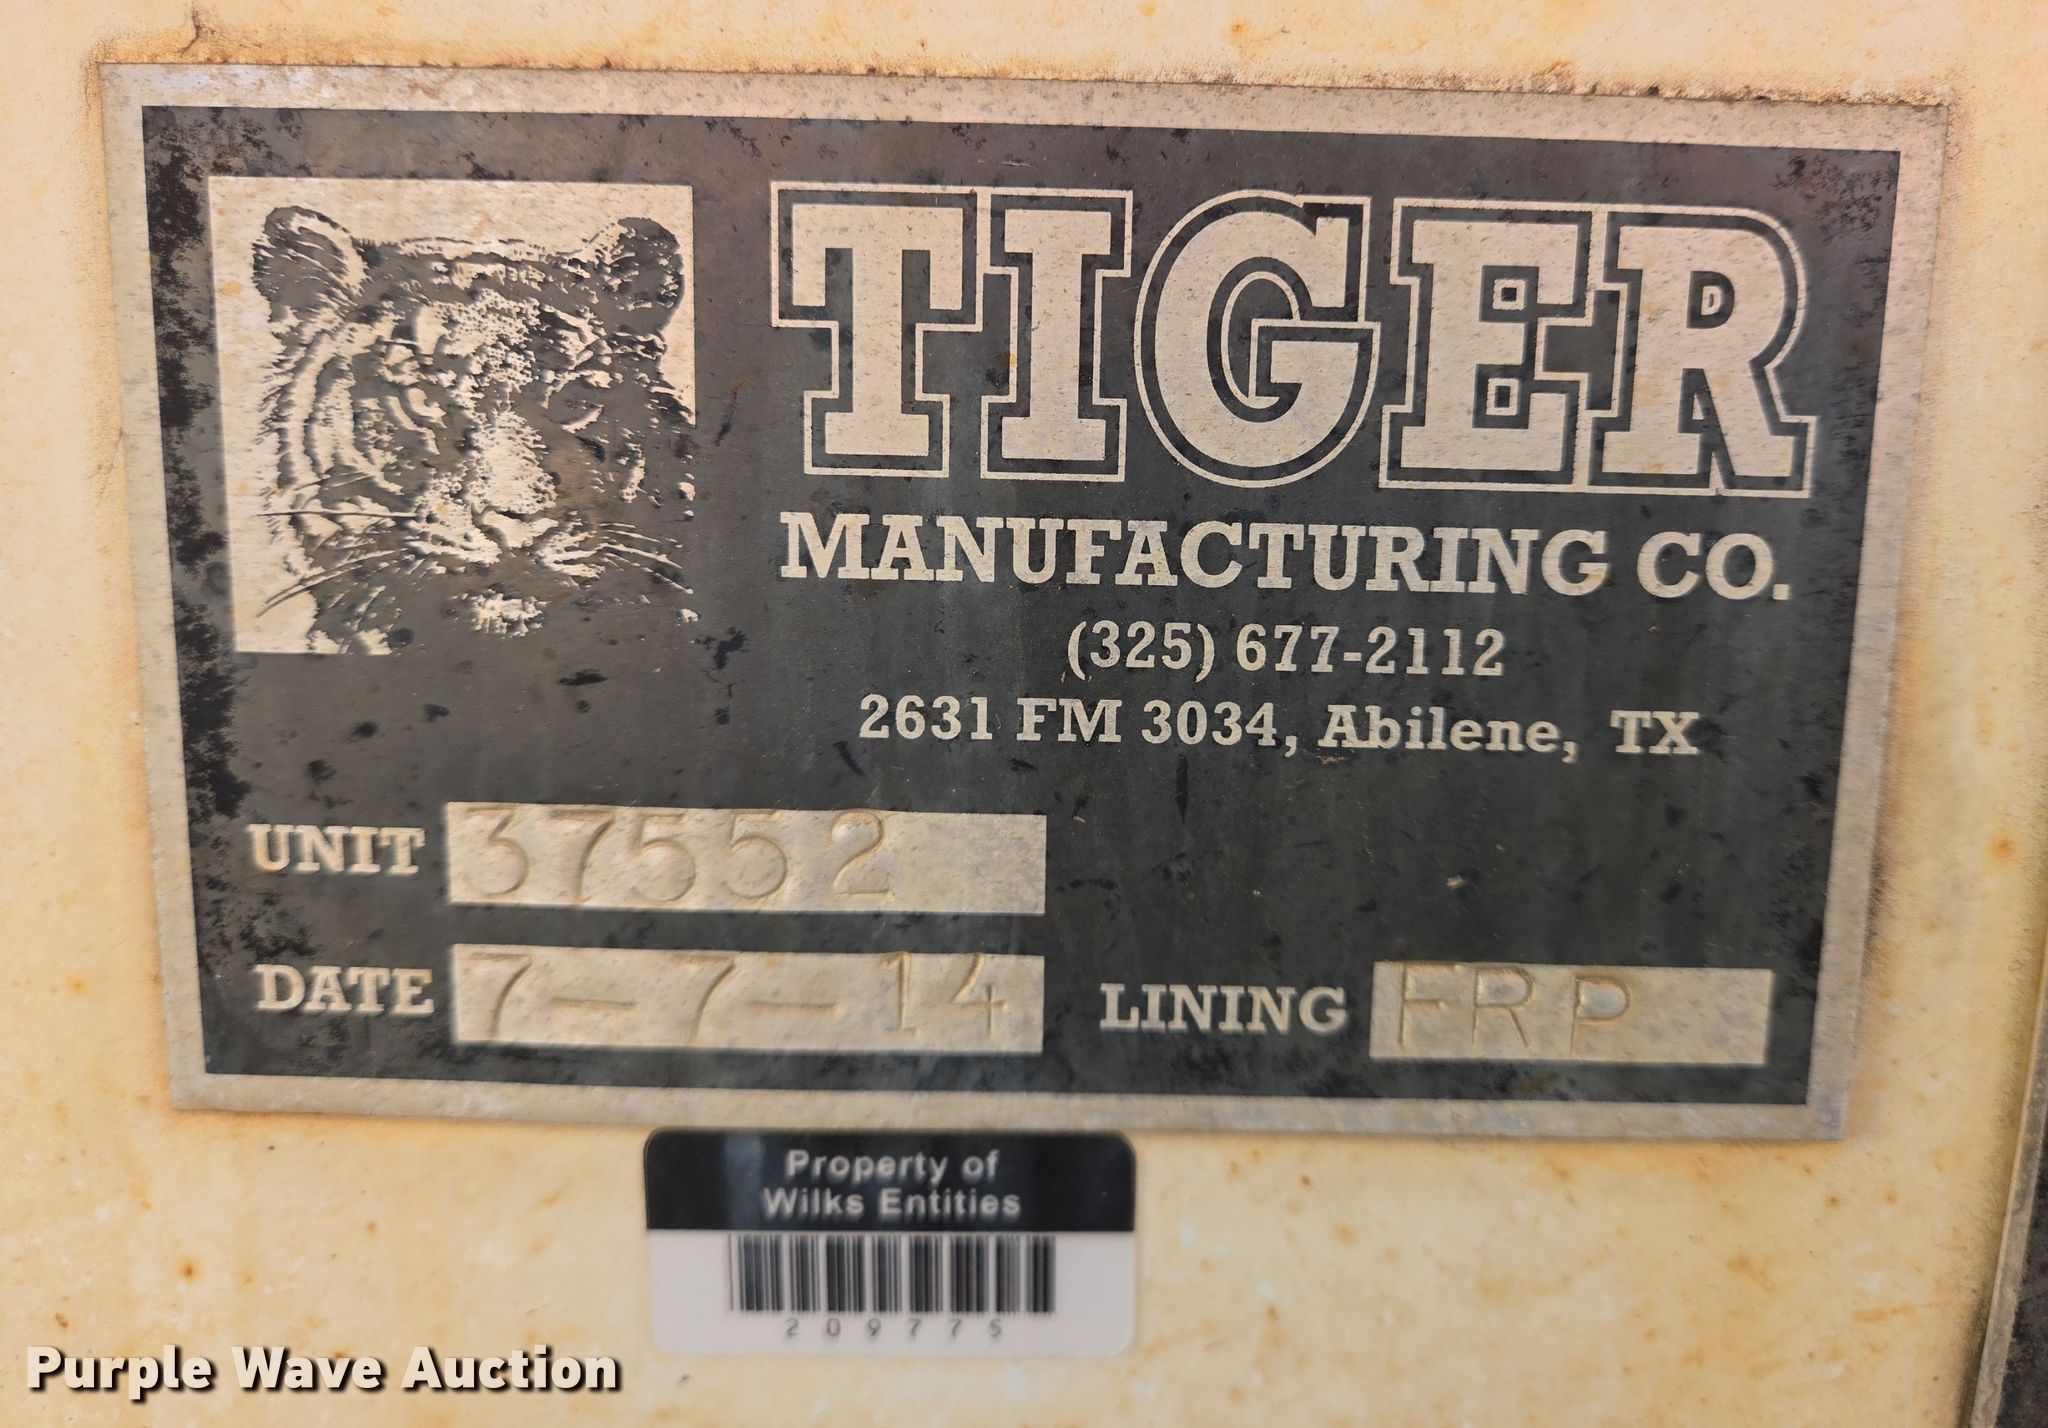 TIGER
MANUFACTURING CO.
(325) 677-2112
2631 FM 3034, Abilene, TX
UNIT 37552
DATE 7-7-14 LINING FRP
Property of
Wilks Entities
209775
Purple Wave Auction